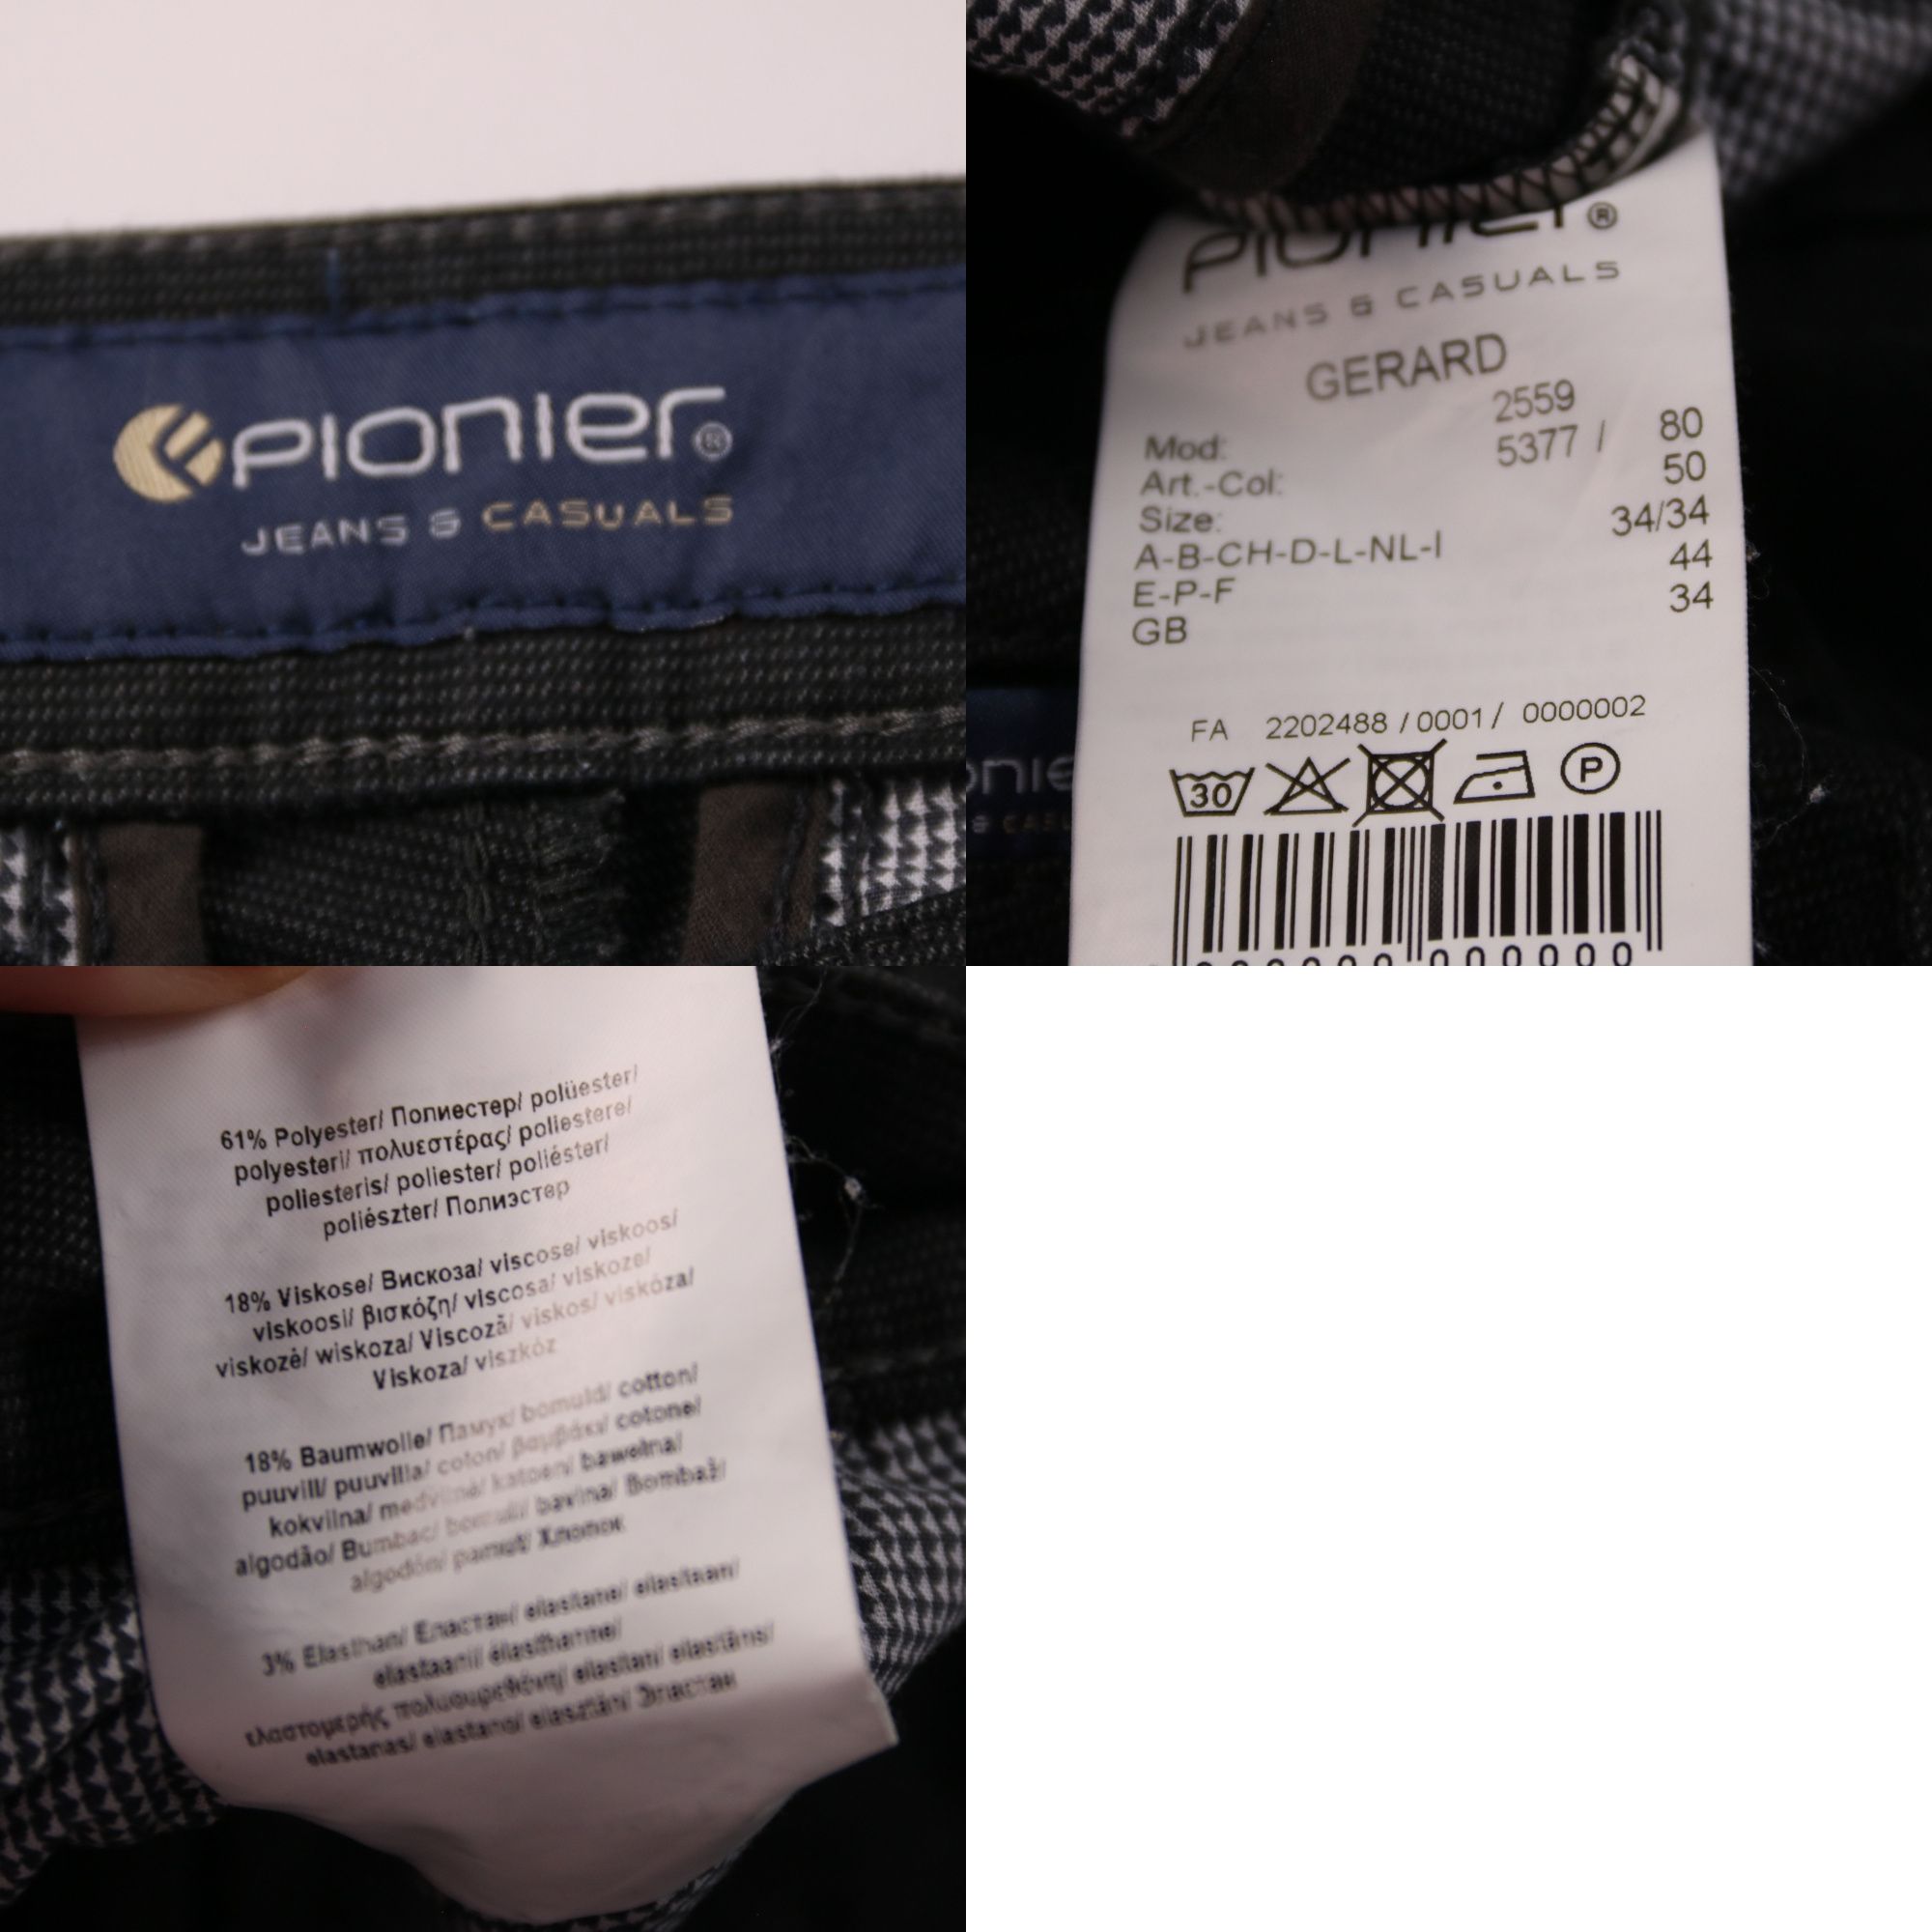 PIONIER®
JEANS & CASUALS
PIONIER®
JEANS & CASUALS
GERARD
Mod: 2559
Art.-Col: 5377 / 80
Size: 50
A-B-CH-D-L-NL-I 34/34
E-P-F 44
GB 34
FA 2202488 / 0001 / 0000002
30 P
000000 000000
onie
& CASU
61% Polyester/ Полиестер/ polüester/
polyesteri/ πολυεστέρας/ poliestere/
poliesteris/ poliester/ poliéster/
poliészter/ Полиэстер
18% Viskose/ Вискоза/ viscose/ viskoos/
viskoosi/ βισκόζη/ viscosa/ viskoze/
viskozė/ wiskoza/ Viscoză/ viskos/ viskóza/
Viskoza/ viszkóz
18% Baumwolle/ Памук/ bomuld/ cotton/
puuvill/ puuvilla/ coton/ βαμβάκι/ cotone/
kokvilna/ medvilnė/ katoen/ bawełna/
algodão/ Bumbac/ bomull/ bavlna/ Bombaž/
algodón/ pamut/ Хлопок
3% Elasthan/ Еластан/ elastane/ elastaan/
elastaani/ élasthanne/
ελαστομερής πολυουρεθάνη/ elastan/ elastāns/
elastanas/ elastano/ elasztán/ Эластан